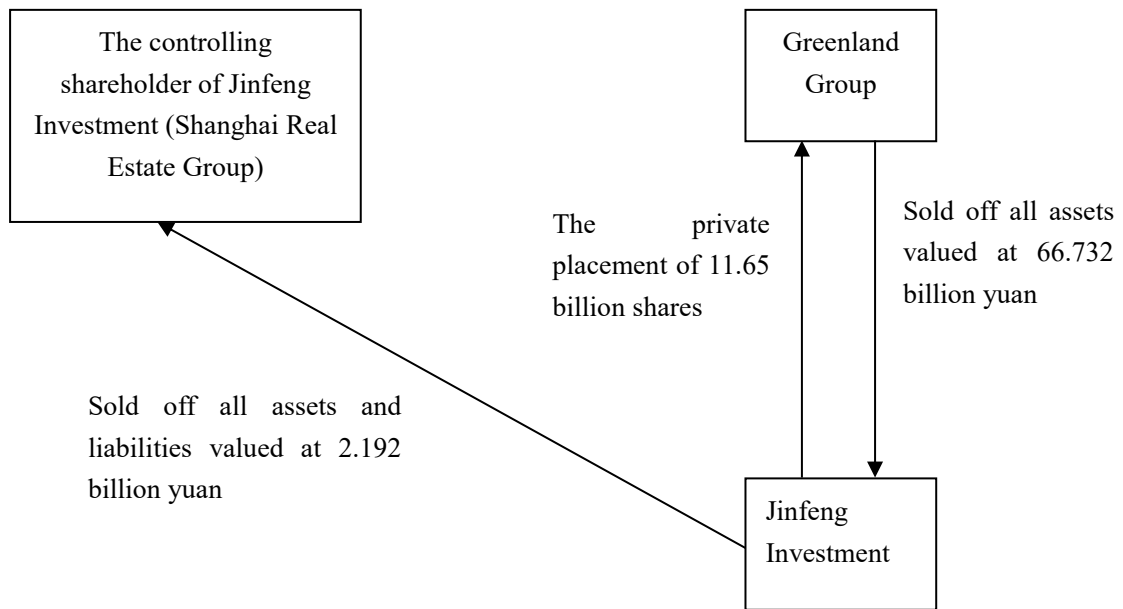 The controlling
shareholder of Jinfeng
Investment (Shanghai Real
Estate Group)
Greenland
Group
The private
placement of 11.65
billion shares
Sold off all assets
valued at 66.732
billion yuan
Sold off all assets and
liabilities valued at 2.192
billion yuan
Jinfeng
Investment